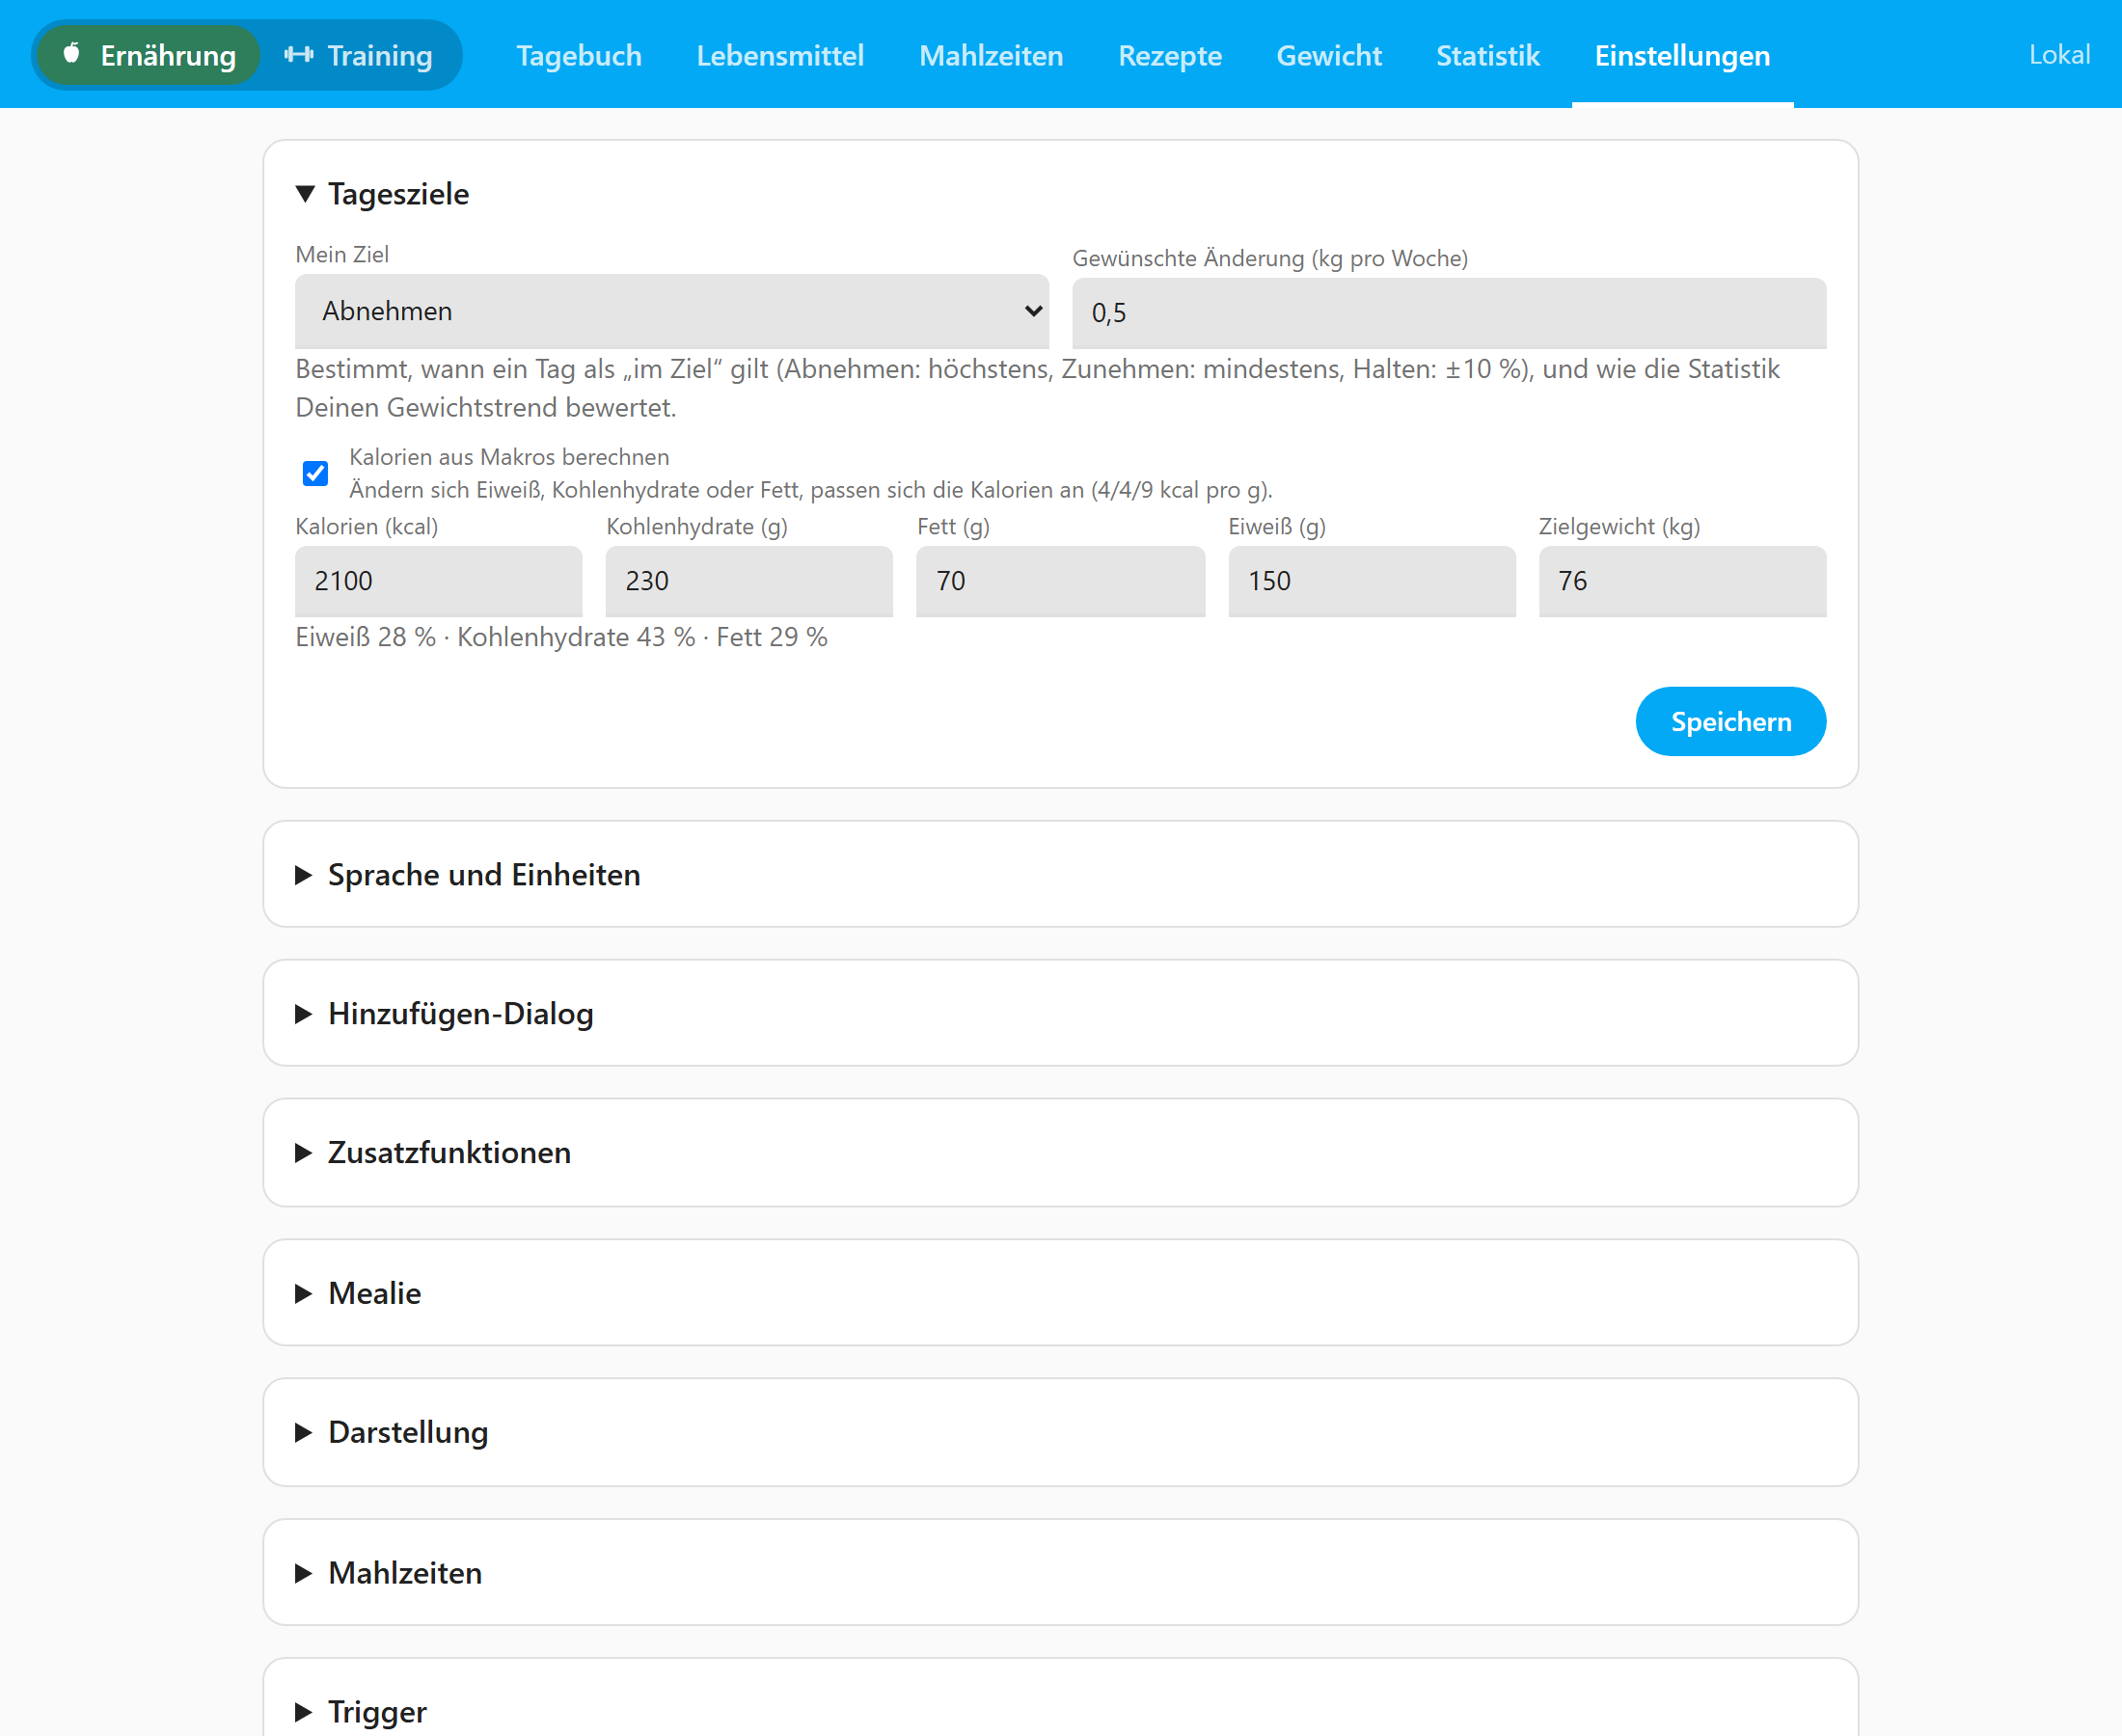 Ernährung Training Tagebuch Lebensmittel Mahlzeiten Rezepte Gewicht Statistik Einstellungen Lokal
Tagesziele
Mein Ziel
Gewünschte Änderung (kg pro Woche)
Abnehmen
0,5
Bestimmt, wann ein Tag als „im Ziel“ gilt (Abnehmen: höchstens, Zunehmen: mindestens, Halten: ±10 %), und wie die Statistik
Deinen Gewichtstrend bewertet.
Kalorien aus Makros berechnen
Ändern sich Eiweiß, Kohlenhydrate oder Fett, passen sich die Kalorien an (4/4/9 kcal pro g).
Kalorien (kcal) Kohlenhydrate (g) Fett (g) Eiweiß (g) Zielgewicht (kg)
2100 230 70 150 76
Eiweiß 28 % · Kohlenhydrate 43 % · Fett 29 %
Speichern
Sprache und Einheiten
Hinzufügen-Dialog
Zusatzfunktionen
Mealie
Darstellung
Mahlzeiten
Trigger